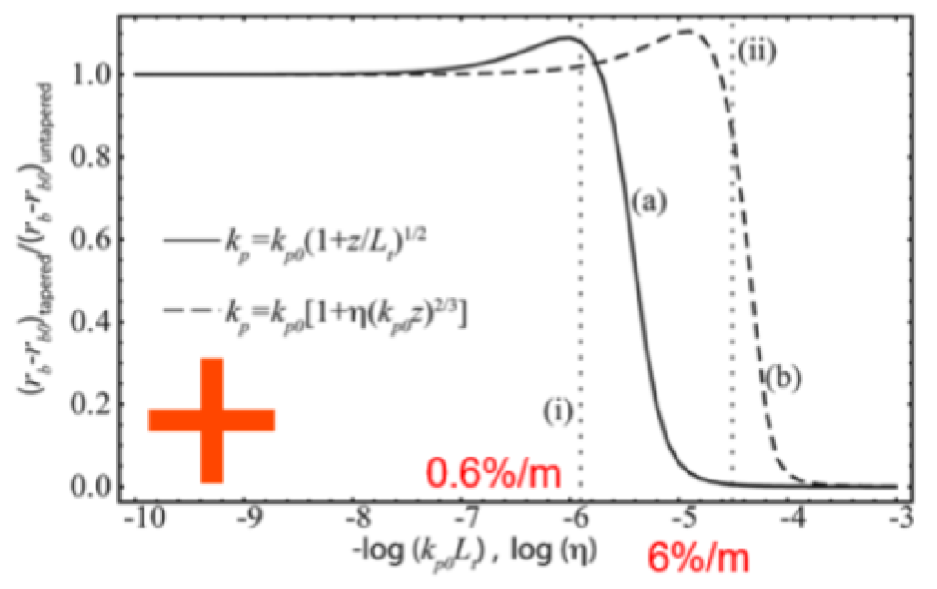 (r_b-r_b0)_tapered/(r_b-r_b0)_untapered
1.0
0.8
0.6
0.4
0.2
0.0
(ii)
(a)
k_p=k_p0(1+z/L_t)^1/2
k_p=k_p0[1+η(k_p0z)^2/3]
(b)
(i)
0.6%/m
-10 -9 -8 -7 -6 -5 -4 -3
-log (k_p0L_t) , log (η)
6%/m